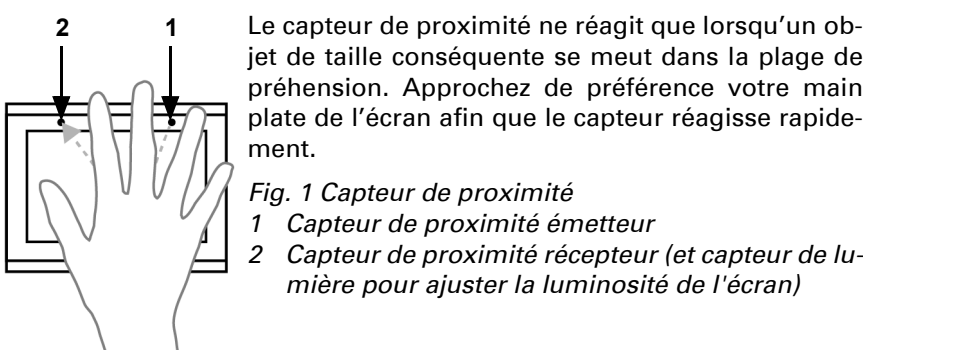 2 1
Le capteur de proximité ne réagit que lorsqu'un ob-
jet de taille conséquente se meut dans la plage de
préhension. Approchez de préférence votre main
plate de l'écran afin que le capteur réagisse rapide-
ment.
Fig. 1 Capteur de proximité
1 Capteur de proximité émetteur
2 Capteur de proximité récepteur (et capteur de lu-
mière pour ajuster la luminosité de l'écran)